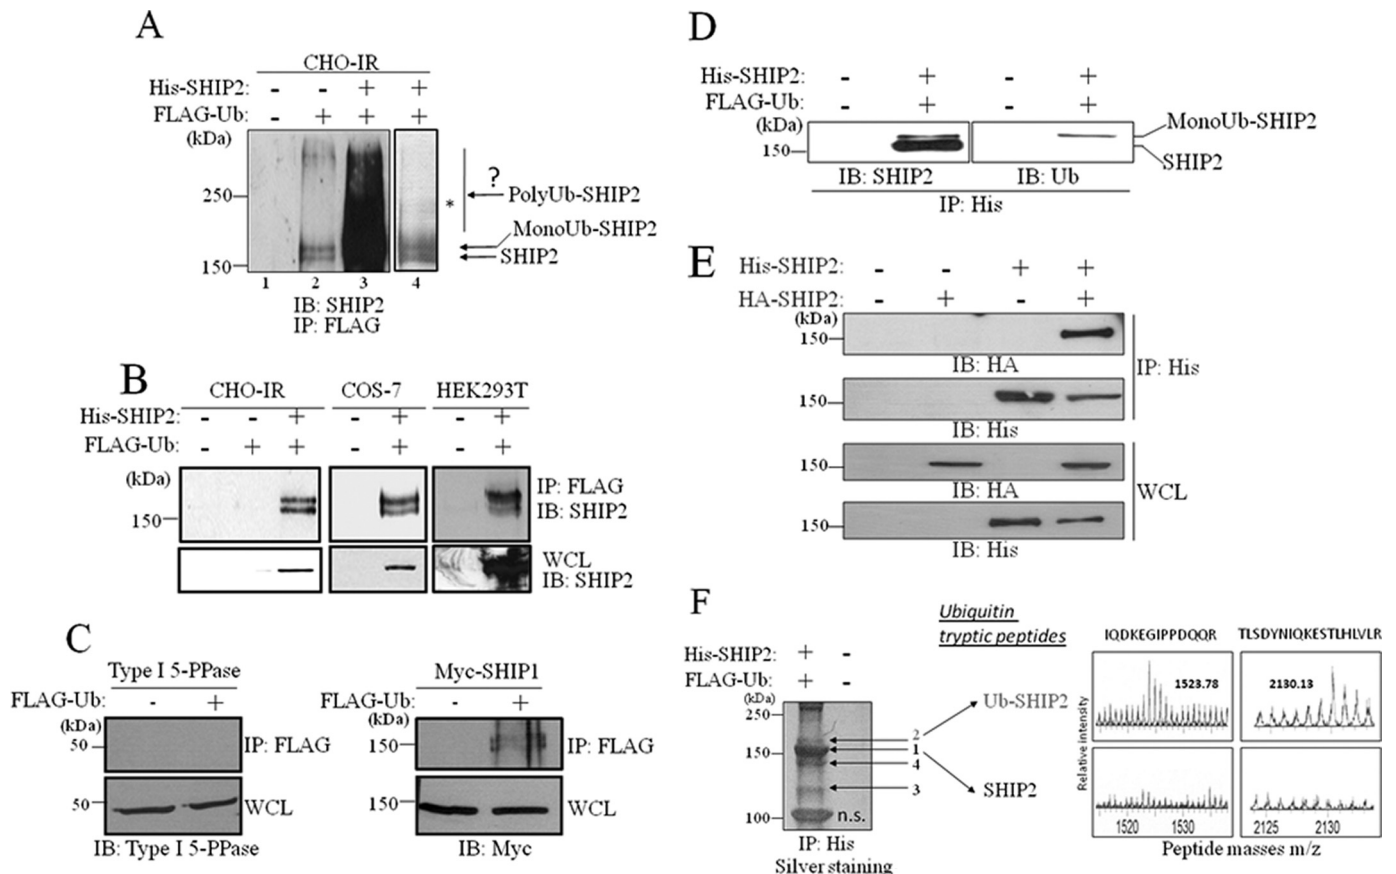 A
CHO-IR
His-SHIP2: - - + +
FLAG-Ub: - + + +
(kDa)
250
150
1 2 3 4
?
*
PolyUb-SHIP2
MonoUb-SHIP2
SHIP2
IB: SHIP2
IP: FLAG
B
CHO-IR COS-7 HEK293T
His-SHIP2: - - + - + - +
FLAG-Ub: - + + - + - +
(kDa)
150
IP: FLAG
IB: SHIP2
WCL
IB: SHIP2
C
Type I 5-PPase
FLAG-Ub: - +
(kDa)
50
IP: FLAG
50
WCL
IB: Type I 5-PPase
Myc-SHIP1
FLAG-Ub: - +
(kDa)
150
IP: FLAG
150
WCL
IB: Myc
D
His-SHIP2: - + - +
FLAG-Ub: - + - +
(kDa)
150
MonoUb-SHIP2
SHIP2
IB: SHIP2 IB: Ub
IP: His
E
His-SHIP2: - - + +
HA-SHIP2: - + - +
(kDa)
150
IB: HA
150
IB: His
IP: His
150
IB: HA
150
IB: His
WCL
F
His-SHIP2: + -
FLAG-Ub: + -
(kDa)
250
150
100
2
1
4
3
n.s.
Ub-SHIP2
SHIP2
IP: His
Silver staining
Ubiquitin
tryptic peptides
IQDKEGIPPDQQR TLSDYNIQKESTLHLVLR
1523.78 2130.13
Relative intensity
1520 1530 2125 2130
Peptide masses m/z